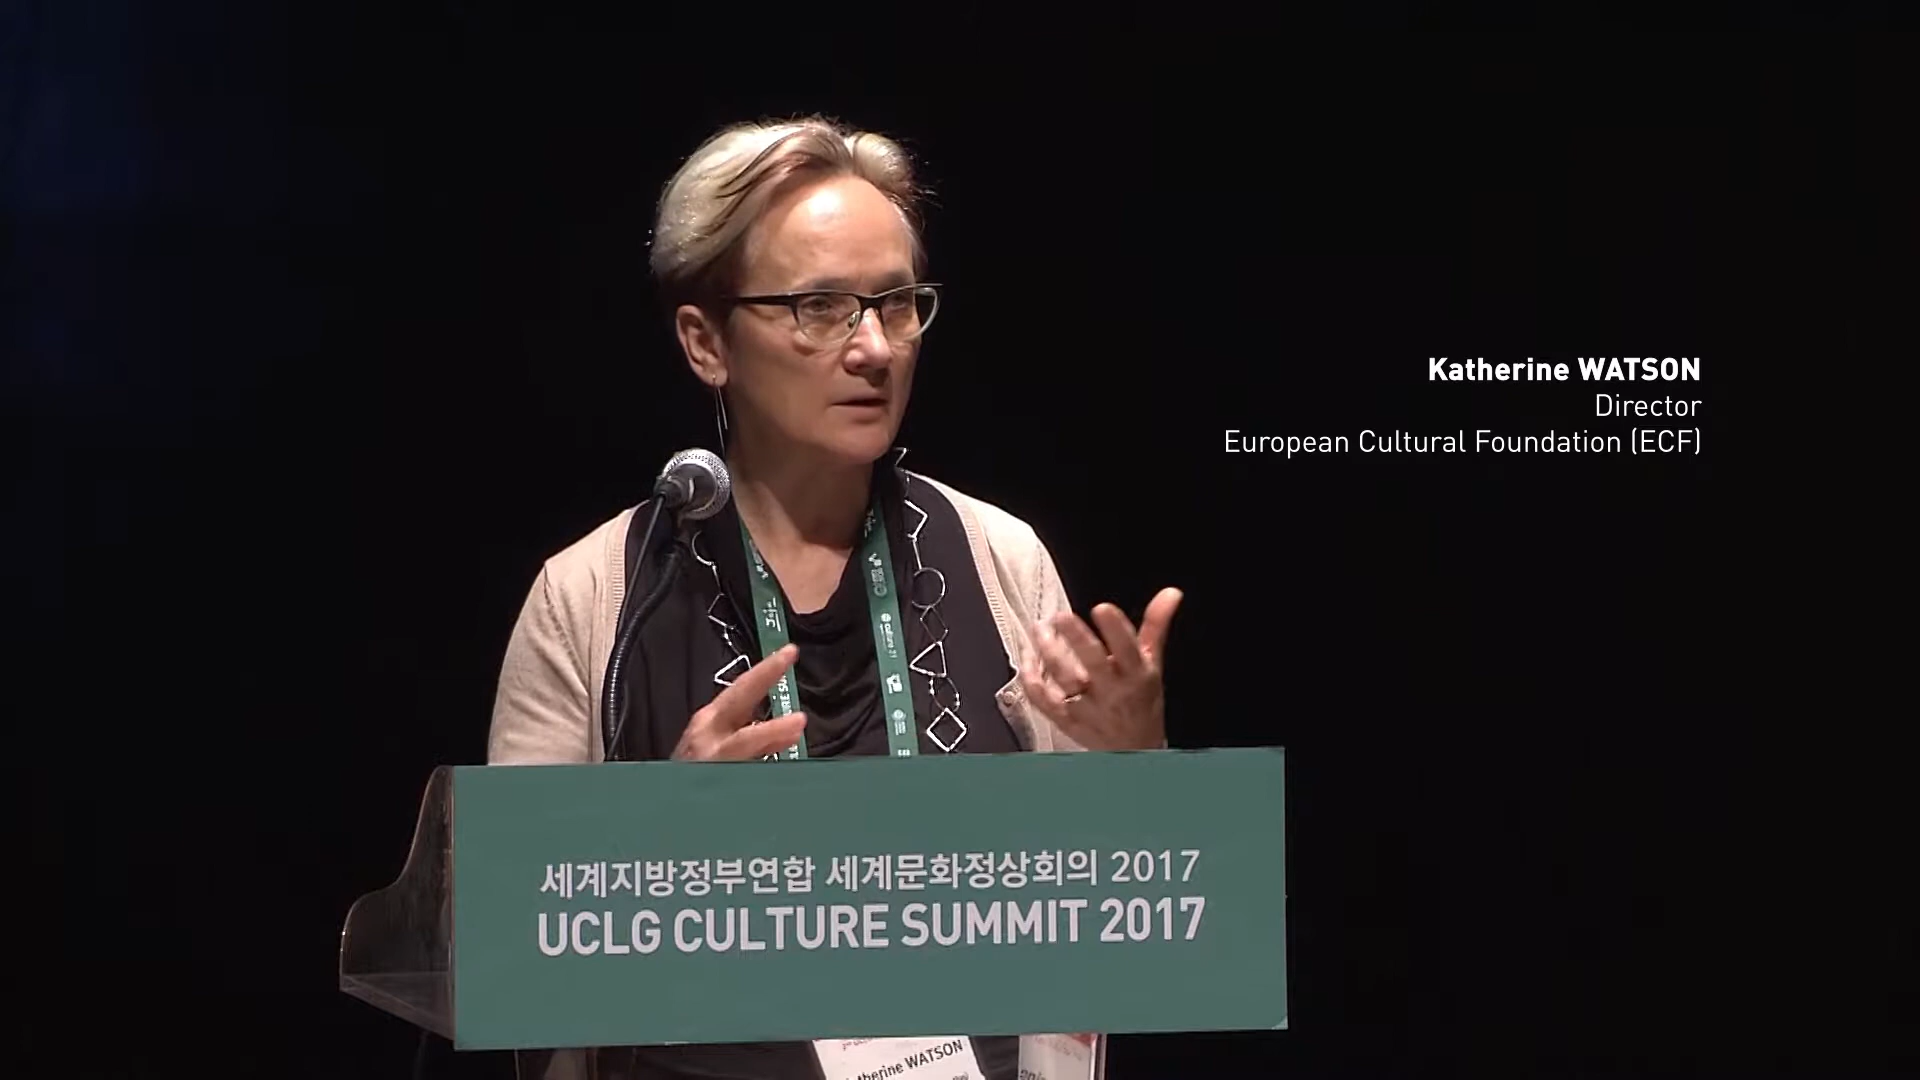 Katherine WATSON
Director
European Cultural Foundation (ECF)
세계지방정부연합 세계문화정상회의 2017
UCLG CULTURE SUMMIT 2017
WATSON